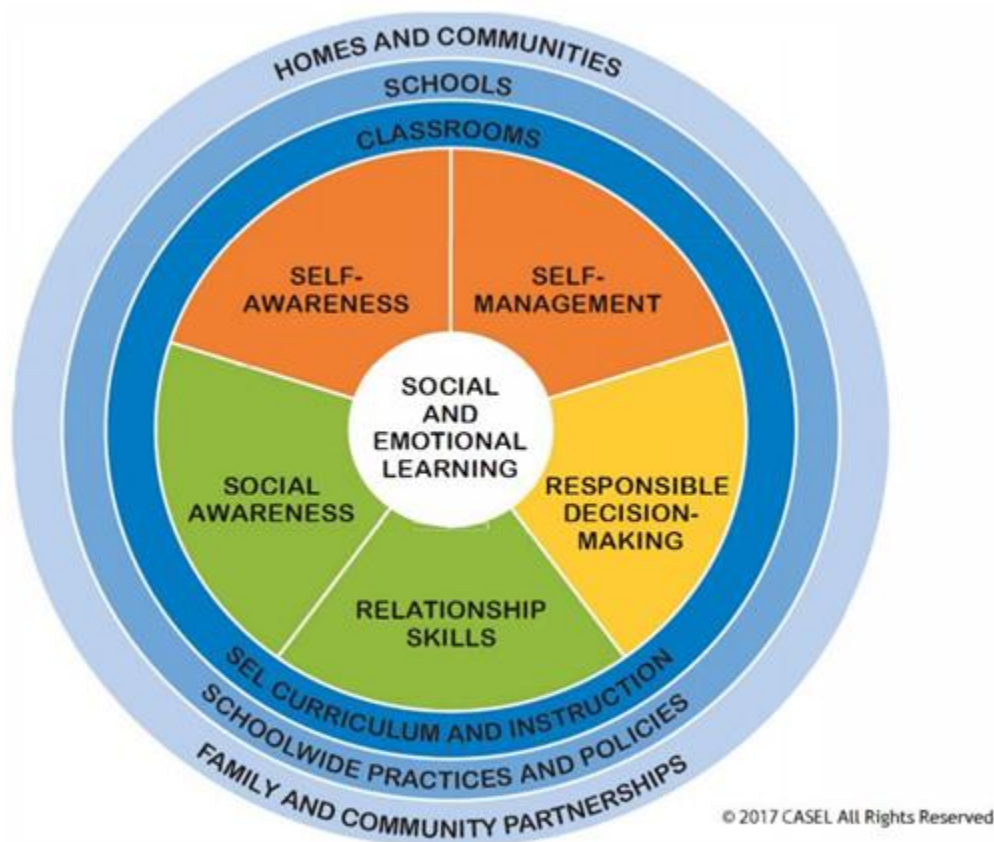 HOMES AND COMMUNITIES
SCHOOLS
CLASSROOMS
SELF-
AWARENESS
SELF-
MANAGEMENT
SOCIAL
AND
EMOTIONAL
LEARNING
SOCIAL
AWARENESS
RESPONSIBLE
DECISION-
MAKING
RELATIONSHIP
SKILLS
SEL CURRICULUM AND INSTRUCTION
SCHOOLWIDE PRACTICES AND POLICIES
FAMILY AND COMMUNITY PARTNERSHIPS
© 2017 CASEL All Rights Reserved